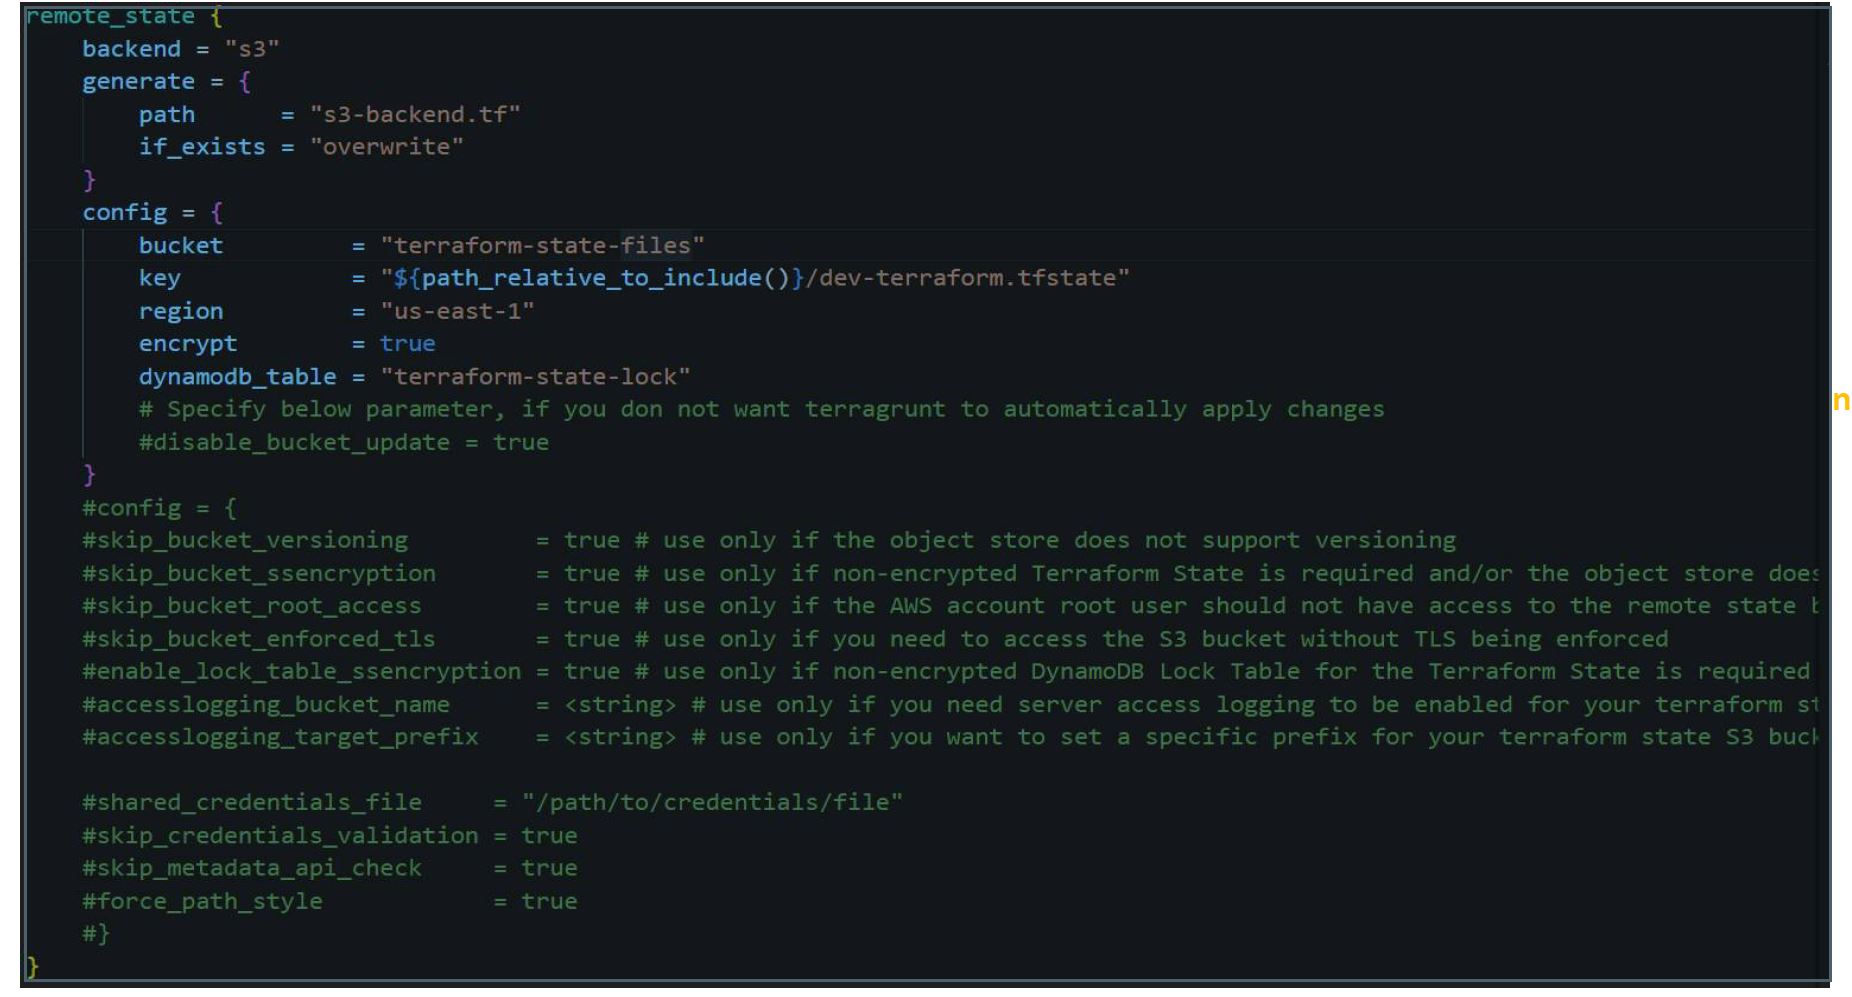 remote_state {
    backend = "s3"
    generate = {
        path      = "s3-backend.tf"
        if_exists = "overwrite"
    }
    config = {
        bucket         = "terraform-state-files"
        key            = "${path_relative_to_include()}/dev-terraform.tfstate"
        region         = "us-east-1"
        encrypt        = true
        dynamodb_table = "terraform-state-lock"
        # Specify below parameter, if you don not want terragrunt to automatically apply changes
        #disable_bucket_update = true
    }
    #config = {
    #skip_bucket_versioning         = true # use only if the object store does not support versioning
    #skip_bucket_ssencryption       = true # use only if non-encrypted Terraform State is required and/or the object store does
    #skip_bucket_root_access        = true # use only if the AWS account root user should not have access to the remote state
    #skip_bucket_enforced_tls       = true # use only if you need to access the S3 bucket without TLS being enforced
    #enable_lock_table_ssencryption = true # use only if non-encrypted DynamoDB Lock Table for the Terraform State is required
    #accesslogging_bucket_name      = <string> # use only if you need server access logging to be enabled for your terraform st
    #accesslogging_target_prefix    = <string> # use only if you want to set a specific prefix for your terraform state S3 buck

    #shared_credentials_file     = "/path/to/credentials/file"
    #skip_credentials_validation = true
    #skip_metadata_api_check     = true
    #force_path_style            = true
    #}
}
n